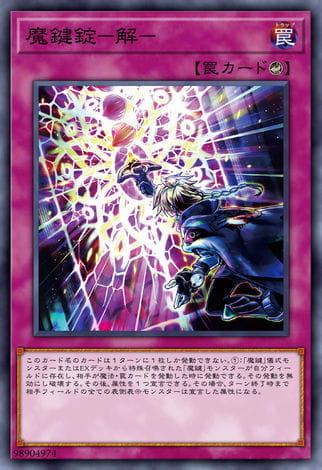 魔鍵錠－解－
トラップ
罠
【罠カード】
このカード名のカードは１ターンに１枚しか発動できない。①：「魔鍵」儀式モ
ンスターまたはEXデッキから特殊召喚された「魔鍵」モンスターが自分フィール
ドに存在し、相手が魔法・罠カードを発動した時に発動できる。その発動を無
効にし破壊する。その後、属性を１つ宣言できる。その場合、ターン終了時まで
相手フィールドの全ての表側表示モンスターは宣言した属性になる。
98904974